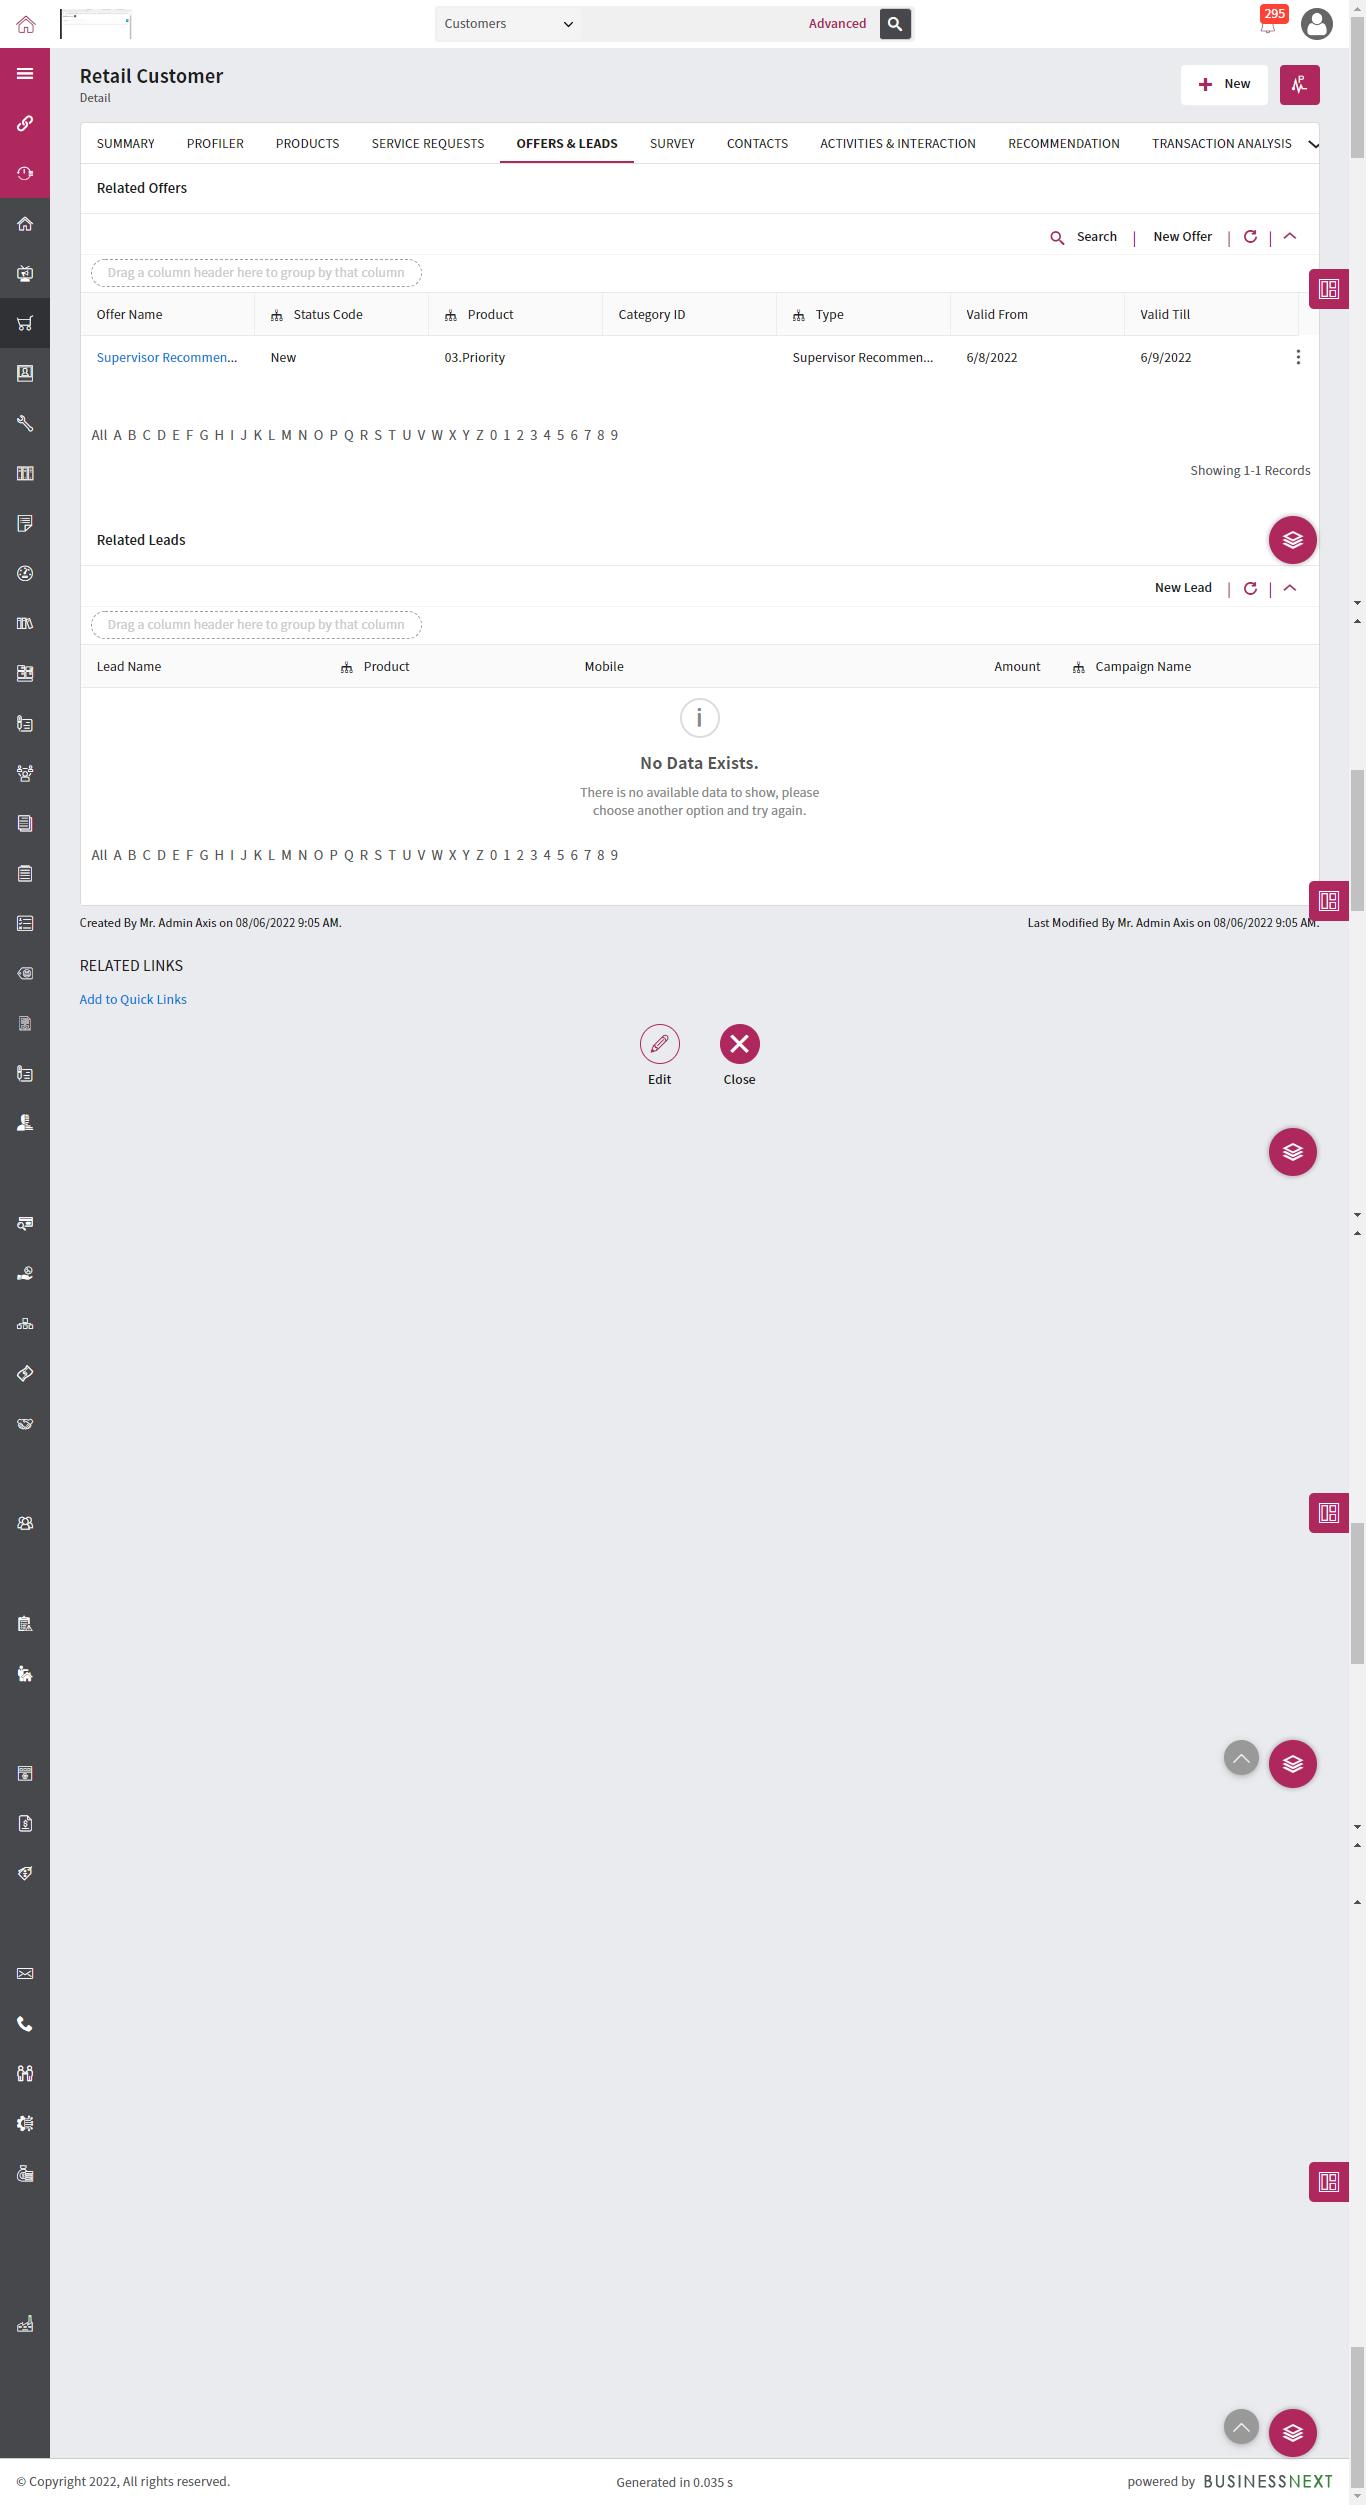 Customers
Advanced
295
Retail Customer
Detail
New
SUMMARY PROFILER PRODUCTS SERVICE REQUESTS OFFERS & LEADS SURVEY CONTACTS ACTIVITIES & INTERACTION RECOMMENDATION TRANSACTION ANALYSIS
Related Offers
Search | New Offer | |
Drag a column header here to group by that column
Offer Name Status Code Product Category ID Type Valid From Valid Till
Supervisor Recommen... New 03.Priority Supervisor Recommen... 6/8/2022 6/9/2022
All A B C D E F G H I J K L M N O P Q R S T U V W X Y Z 0 1 2 3 4 5 6 7 8 9
Showing 1-1 Records
Related Leads
New Lead | |
Drag a column header here to group by that column
Lead Name Product Mobile Amount Campaign Name
No Data Exists.
There is no available data to show, please
choose another option and try again.
All A B C D E F G H I J K L M N O P Q R S T U V W X Y Z 0 1 2 3 4 5 6 7 8 9
Created By Mr. Admin Axis on 08/06/2022 9:05 AM. Last Modified By Mr. Admin Axis on 08/06/2022 9:05 AM.
RELATED LINKS
Add to Quick Links
Edit Close
© Copyright 2022, All rights reserved. Generated in 0.035 s powered by BUSINESSNEXT